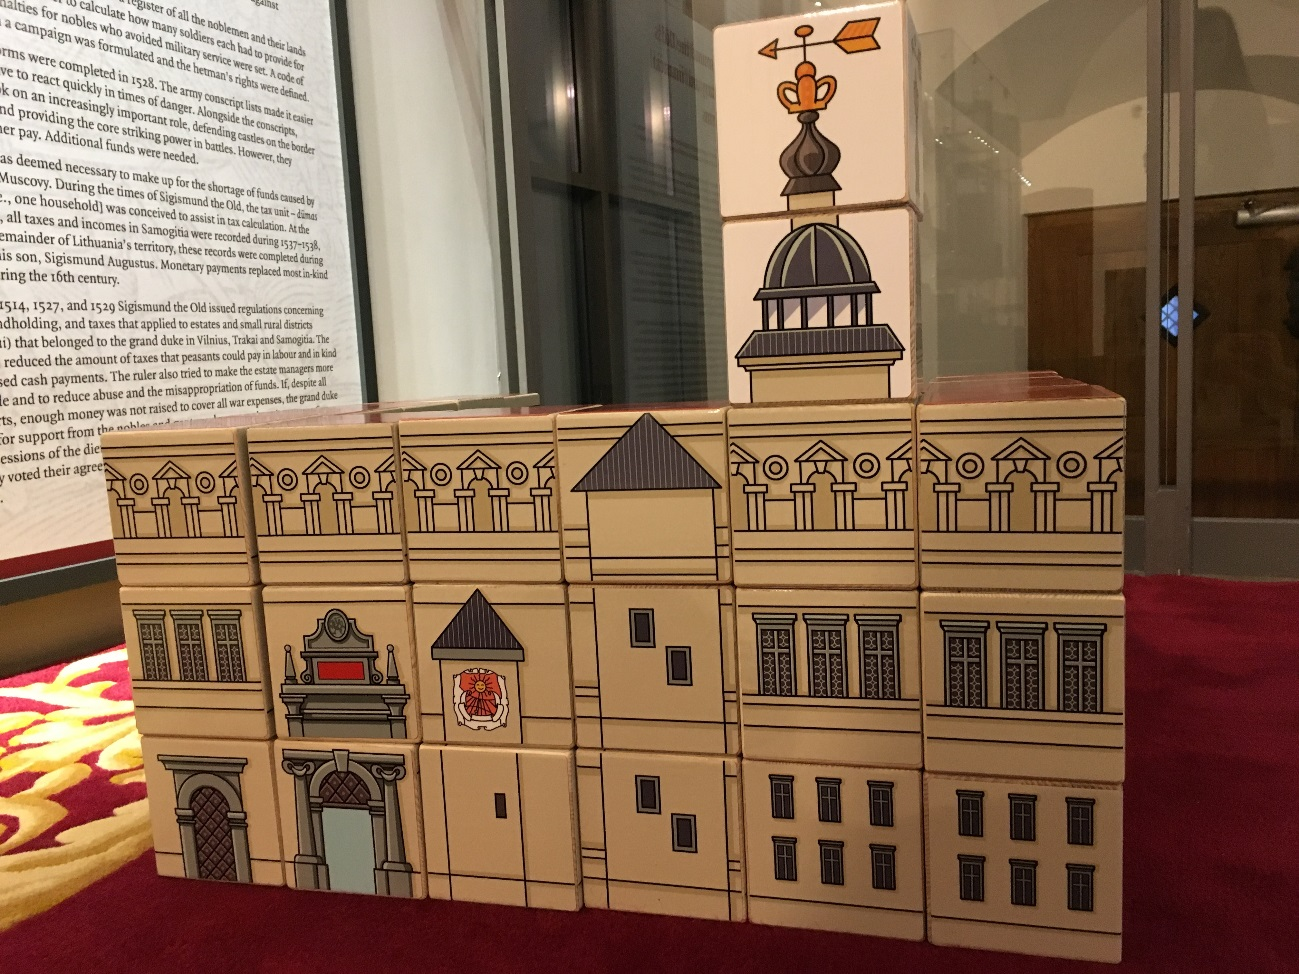 register of all the noblemen and their lands
to calculate how many soldiers each had to provide for
nalties for nobles who avoided military service were set. A code of
a campaign was formulated and the hetman's rights were defined.
orms were completed in 1528. The army conscript lists made it easier
ve to react quickly in times of danger. Alongside the conscripts,
k on an increasingly important role, defending castles on the border
nd providing the core striking power in battles. However, they
her pay. Additional funds were needed.
as deemed necessary to make up for the shortage of funds caused by
Muscovy. During the times of Sigismund the Old, the tax unit – dūmas
., one household] was conceived to assist in tax calculation. At the
, all taxes and incomes in Samogitia were recorded during 1537–1538,
emainder of Lithuania's territory, these records were completed during
is son, Sigismund Augustus. Monetary payments replaced most in-kind
ring the 16th century.
1514, 1527, and 1529 Sigismund the Old issued regulations concerning
ndholding, and taxes that applied to estates and small rural districts
i) that belonged to the grand duke in Vilnius, Trakai and Samogitia. The
reduced the amount of taxes that peasants could pay in labour and in kind
sed cash payments. The ruler also tried to make the estate managers more
le and to reduce abuse and the misappropriation of funds. If, despite all
rts, enough money was not raised to cover all war expenses, the grand duke
for support from the nobles
essions of the die
y voted their agree